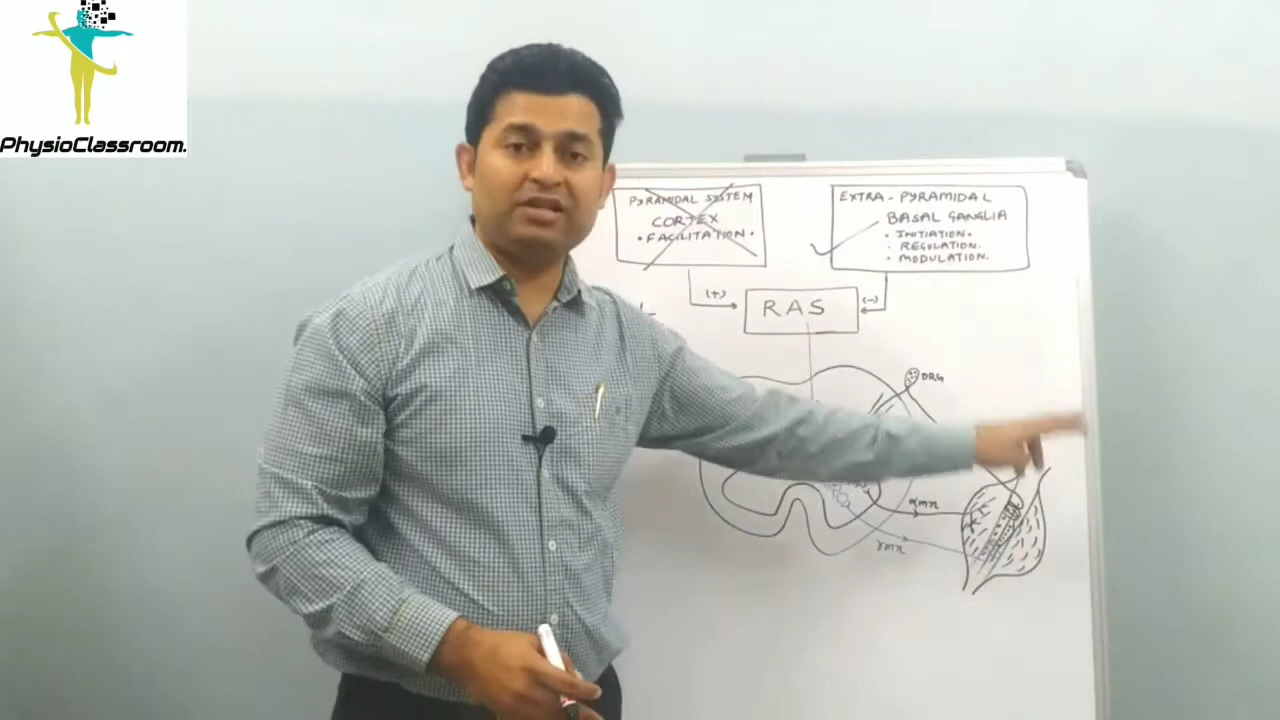 PhysioClassroom.
PYRAMIDAL SYSTEM
CORTEX
• FACILITATION •
EXTRA - PYRAMIDAL
BASAL GANGLIA
• INITIATION.
• REGULATION.
• MODULATION.
(+)
RAS
(-)
DRG
αmn
γmn